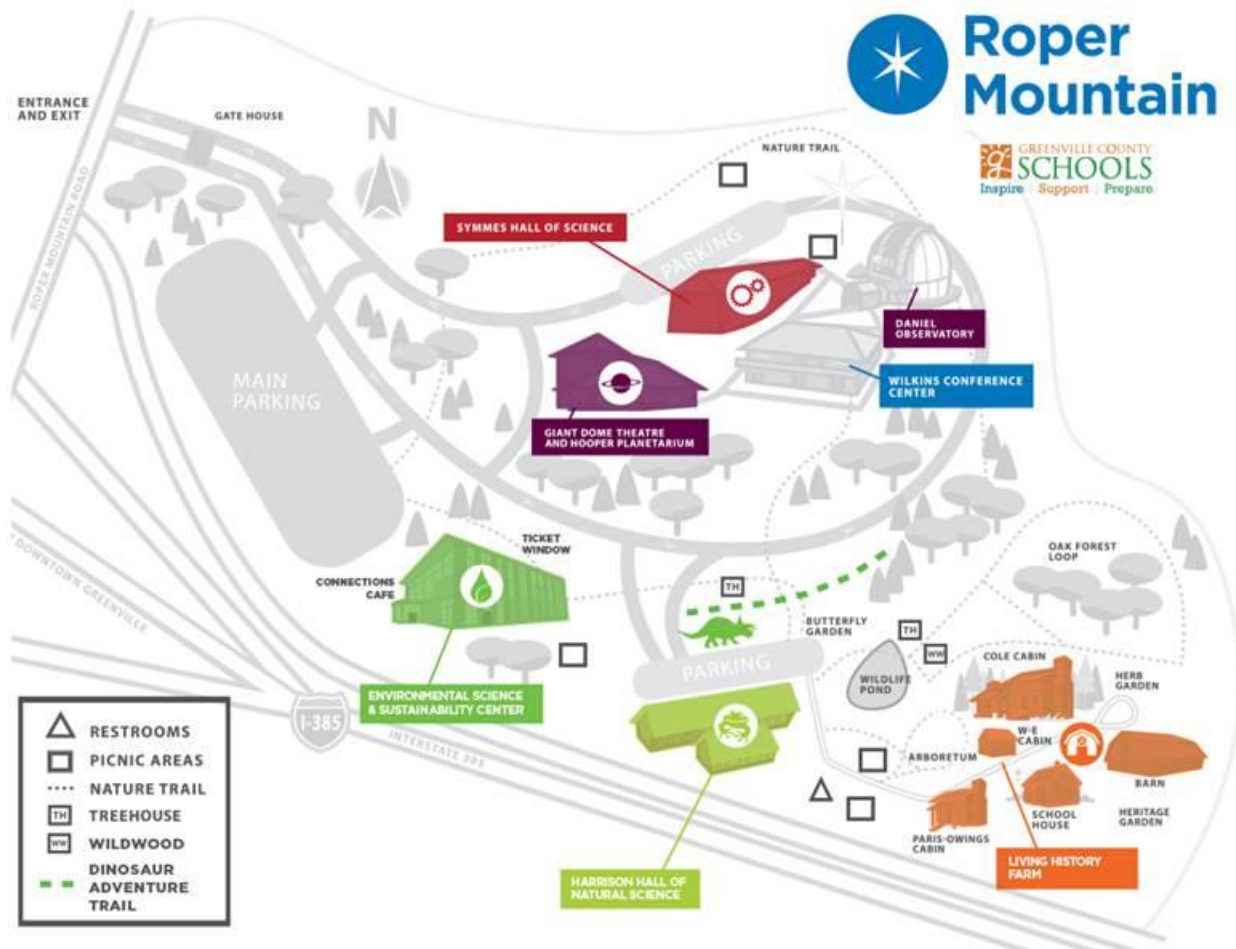 Roper
Mountain
GREENVILLE COUNTY
SCHOOLS
Inspire | Support | Prepare
ENTRANCE
AND EXIT
GATE HOUSE
N
NATURE TRAIL
ROPER MOUNTAIN ROAD
SYMMES HALL OF SCIENCE
PARKING
DANIEL
OBSERVATORY
MAIN
PARKING
WILKINS CONFERENCE
CENTER
GIANT DOME THEATRE
AND HOOPER PLANETARIUM
TICKET
WINDOW
CONNECTIONS
CAFE
DOWNTOWN GREENVILLE
OAK FOREST
LOOP
TH
BUTTERFLY
GARDEN
TH
WW
PARKING
WILDLIFE
POND
COLE CABIN
HERB
GARDEN
ENVIRONMENTAL SCIENCE
& SUSTAINABILITY CENTER
I-385
INTERSTATE 385
W-E
CABIN
ARBORETUM
BARN
SCHOOL
HOUSE
HERITAGE
GARDEN
PARIS-OWINGS
CABIN
LIVING HISTORY
FARM
HARRISON HALL OF
NATURAL SCIENCE
RESTROOMS
PICNIC AREAS
NATURE TRAIL
TH TREEHOUSE
WW WILDWOOD
DINOSAUR
ADVENTURE
TRAIL